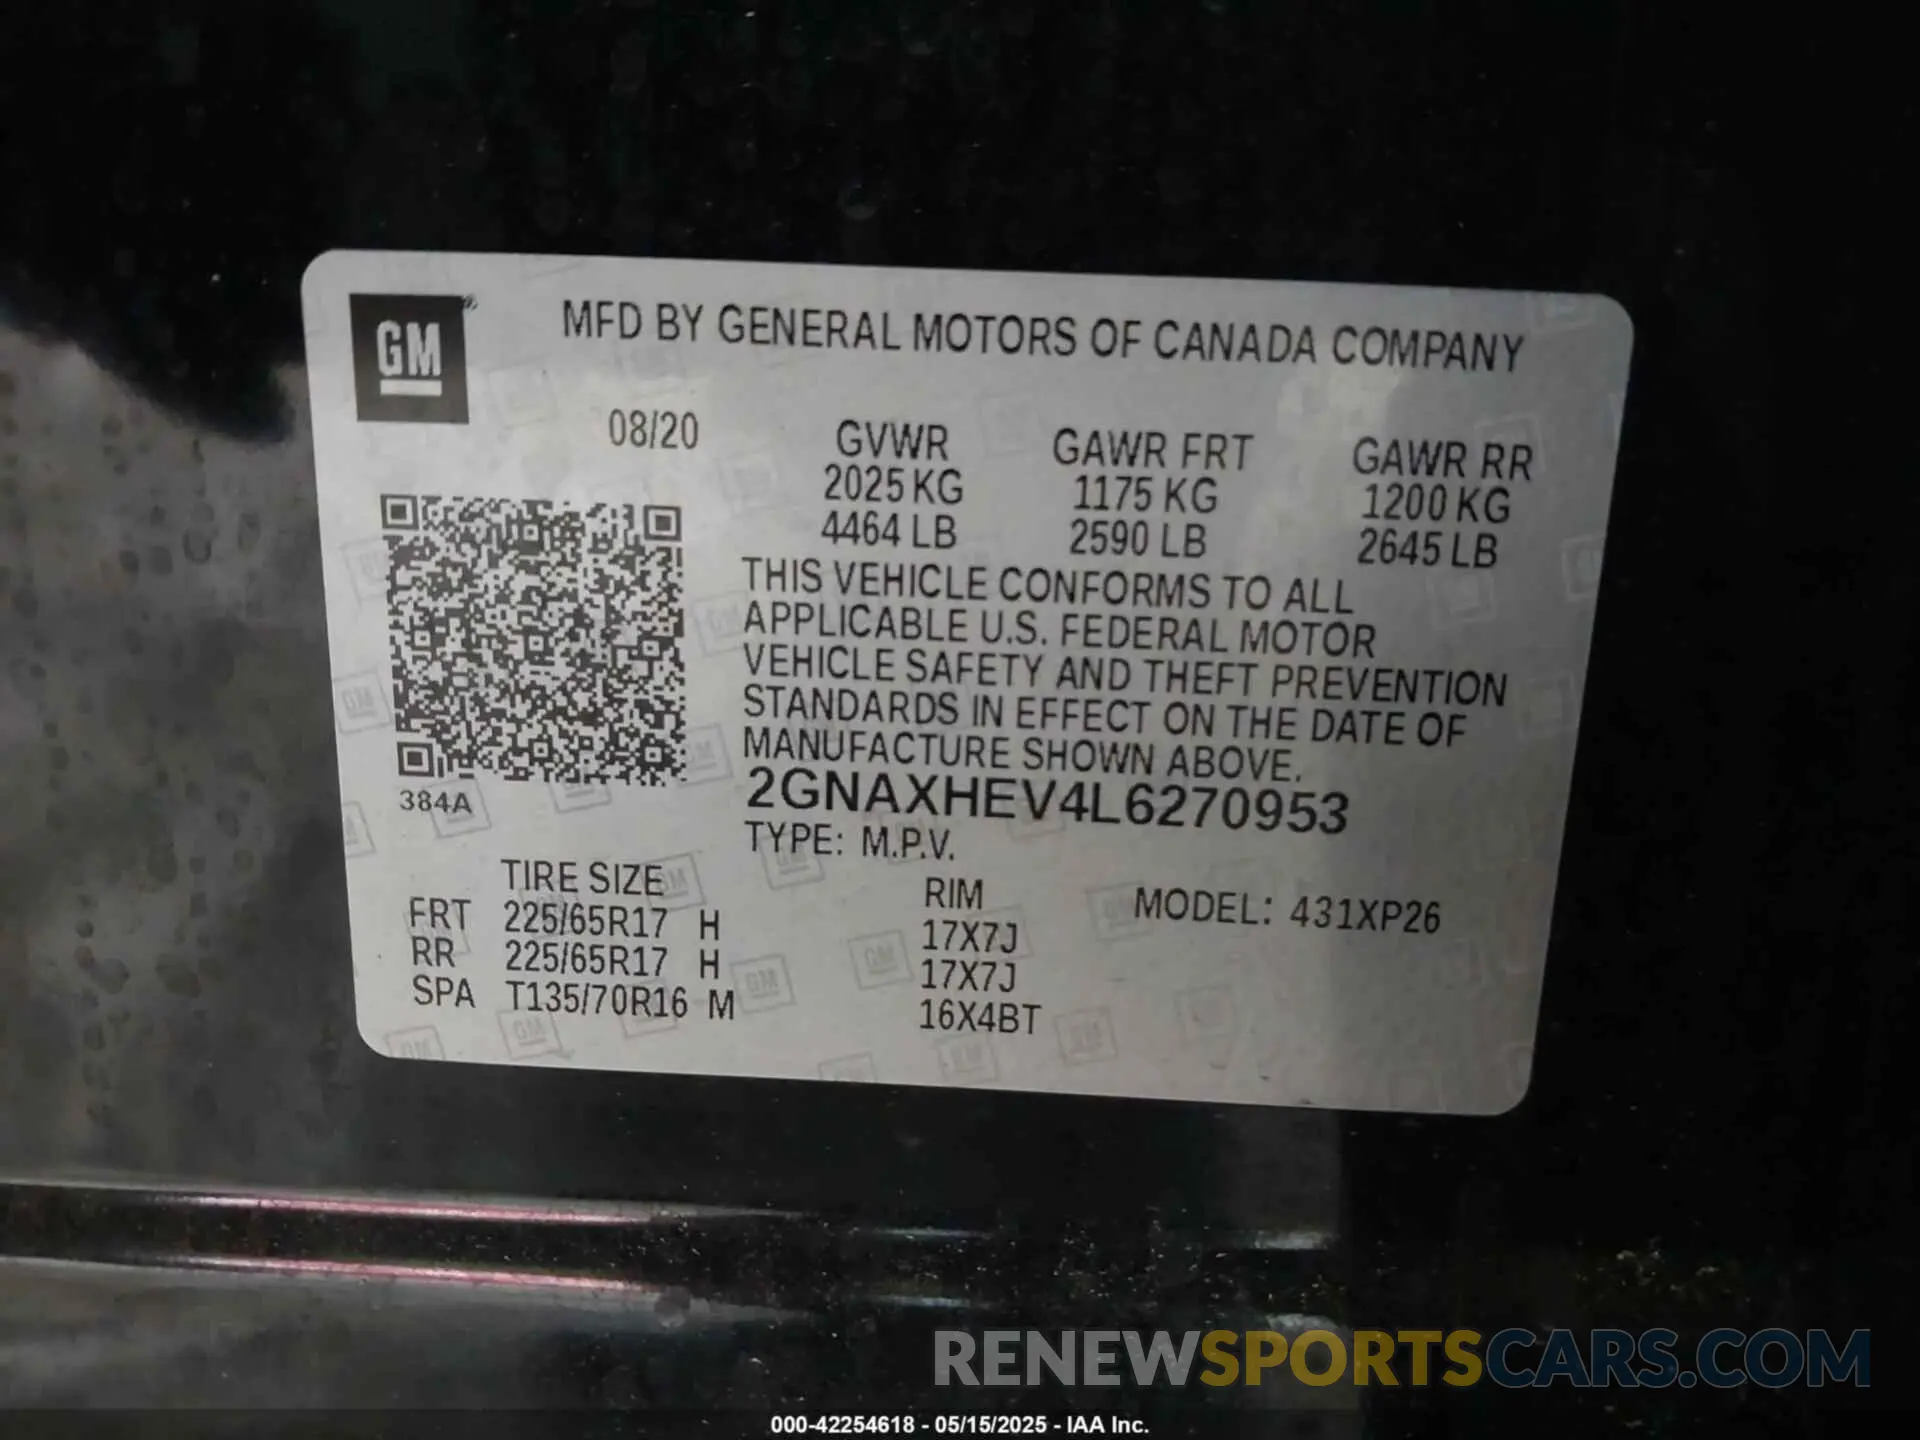 GM
MFD BY GENERAL MOTORS OF CANADA COMPANY
08/20
GVWR GAWR FRT GAWR RR
2025 KG 1175 KG 1200 KG
4464 LB 2590 LB 2645 LB
THIS VEHICLE CONFORMS TO ALL
APPLICABLE U.S. FEDERAL MOTOR
VEHICLE SAFETY AND THEFT PREVENTION
STANDARDS IN EFFECT ON THE DATE OF
MANUFACTURE SHOWN ABOVE.
384A
2GNAXHEV4L6270953
TYPE: M.P.V.
TIRE SIZE RIM MODEL: 431XP26
FRT 225/65R17 H 17X7J
RR 225/65R17 H 17X7J
SPA T135/70R16 M 16X4BT
RENEWSPORTSCARS.COM
000-42254618 - 05/15/2025 - IAA Inc.